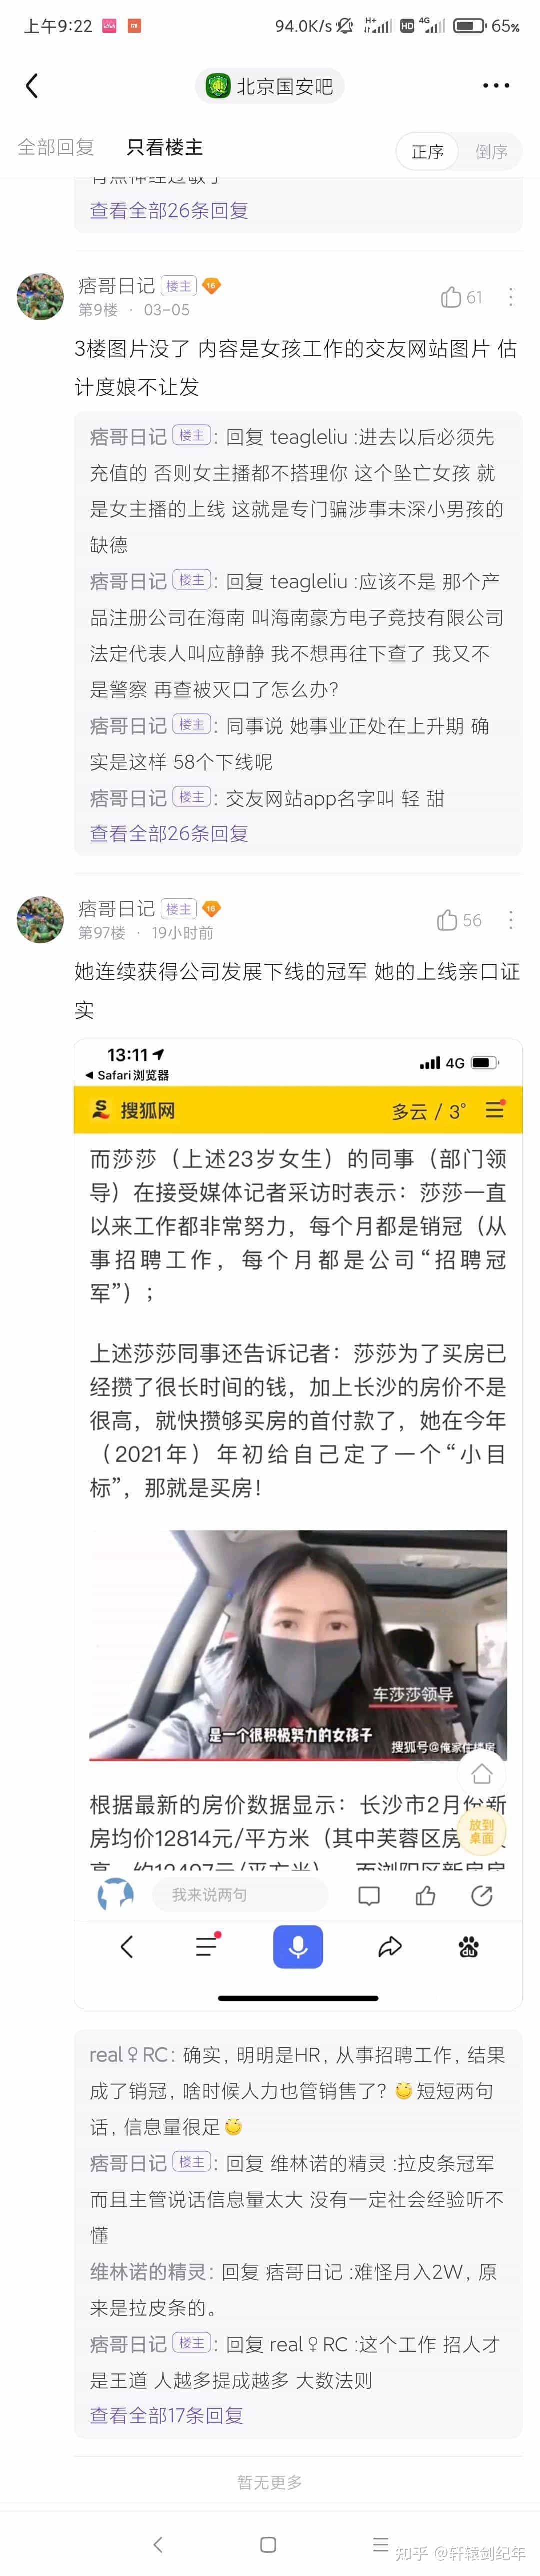 上午9:22
94.0K/s
H+
HD
4G
65%
北京国安吧
全部回复
只看楼主
正序
倒序
查看全部26条回复
痞哥日记 楼主 16
61
第9楼 · 03-05
3楼图片没了 内容是女孩工作的交友网站图片 估
计度娘不让发
痞哥日记 楼主: 回复 teagleliu :进去以后必须先
充值的 否则女主播都不搭理你 这个坠亡女孩 就
是女主播的上线 这就是专门骗涉事未深小男孩的
缺德
痞哥日记 楼主: 回复 teagleliu :应该不是 那个产
品注册公司在海南 叫海南豪方电子竞技有限公司
法定代表人叫应静静 我不想再往下查了 我又不
是警察 再查被灭口了怎么办?
痞哥日记 楼主: 同事说 她事业正处在上升期 确
实是这样 58个下线呢
痞哥日记 楼主: 交友网站app名字叫 轻 甜
查看全部26条回复
痞哥日记 楼主 16
56
第97楼 · 19小时前
她连续获得公司发展下线的冠军 她的上线亲口证
实
13:11
4G
Safari浏览器
搜狐网
多云 / 3°
而莎莎（上述23岁女生）的同事（部门领
导）在接受媒体记者采访时表示：莎莎一直
以来工作都非常努力，每个月都是销冠（从
事招聘工作，每个月都是公司“招聘冠
军”）；
上述莎莎同事还告诉记者：莎莎为了买房已
经攒了很长时间的钱，加上长沙的房价不是
很高，就快攒够买房的首付款了，她在今年
（2021年）年初给自己定了一个“小目
标”，那就是买房！
车莎莎领导
是一个很积极努力的女孩子
搜狐号@俺家住楼房
根据最新的房价数据显示：长沙市2月份新
房均价12814元/平方米（其中芙蓉区房
放到
桌面
我来说两句
du
real♀RC: 确实, 明明是HR, 从事招聘工作, 结果
成了销冠, 啥时候人力也管销售了? 短短两句
话, 信息量很足
痞哥日记 楼主: 回复 维林诺的精灵 :拉皮条冠军
而且主管说话信息量太大 没有一定社会经验听不
懂
维林诺的精灵: 回复 痞哥日记 :难怪月入2W, 原
来是拉皮条的。
痞哥日记 楼主: 回复 real♀RC :这个工作 招人才
是王道 人越多提成越多 大数法则
查看全部17条回复
暂无更多
知乎 @轩辕剑纪年